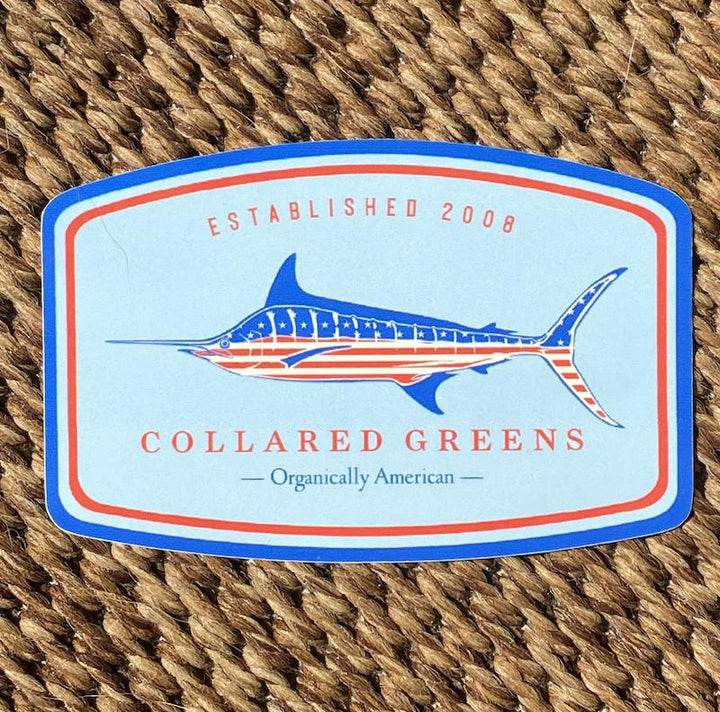 ESTABLISHED 2008
COLLARED GREENS
— Organically American —